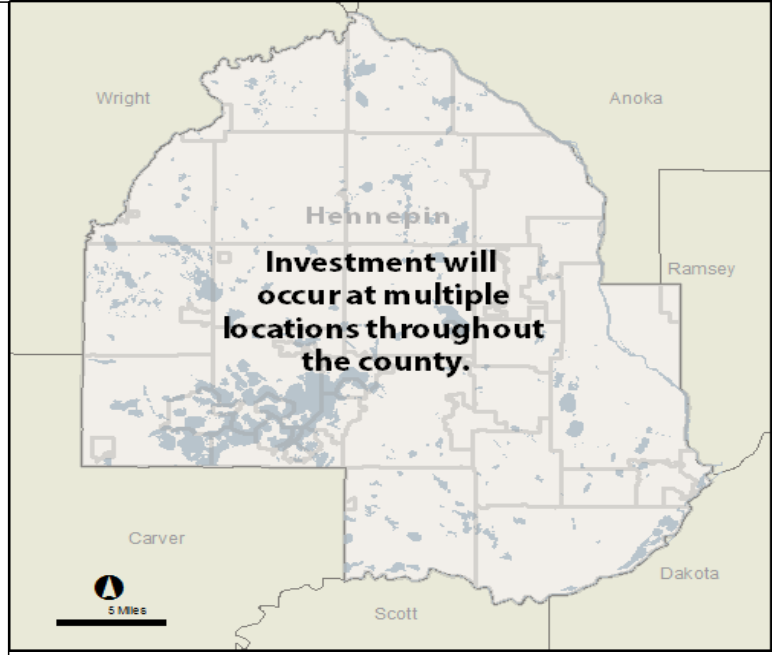 Wright
Anoka
Hennepin
Investment will
occur at multiple
locations throughout
the county.
Ramsey
Carver
Dakota
5 Miles
Scott